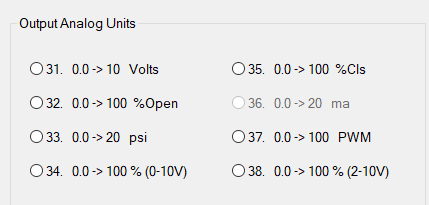 Output Analog Units
31. 0.0 -> 10 Volts
32. 0.0 -> 100 %Open
33. 0.0 -> 20 psi
34. 0.0 -> 100 % (0-10V)
35. 0.0 -> 100 %Cls
36. 0.0 -> 20 ma
37. 0.0 -> 100 PWM
38. 0.0 -> 100 % (2-10V)